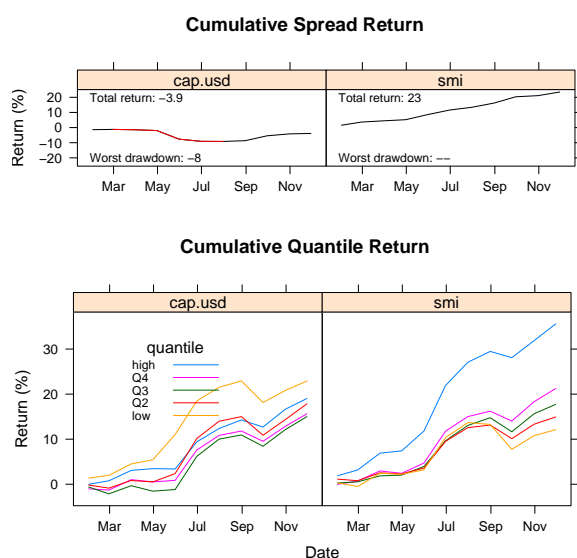 Cumulative Spread Return
cap.usd smi
Total return: −3.9 Total return: 23
Worst drawdown: −8 Worst drawdown: −−
20
10
0
−10
−20
Return (%)
Mar May Jul Sep Nov Mar May Jul Sep Nov
Cumulative Quantile Return
cap.usd smi
quantile
high
Q4
Q3
Q2
low
30
20
10
0
Return (%)
Mar May Jul Sep Nov Mar May Jul Sep Nov
Date